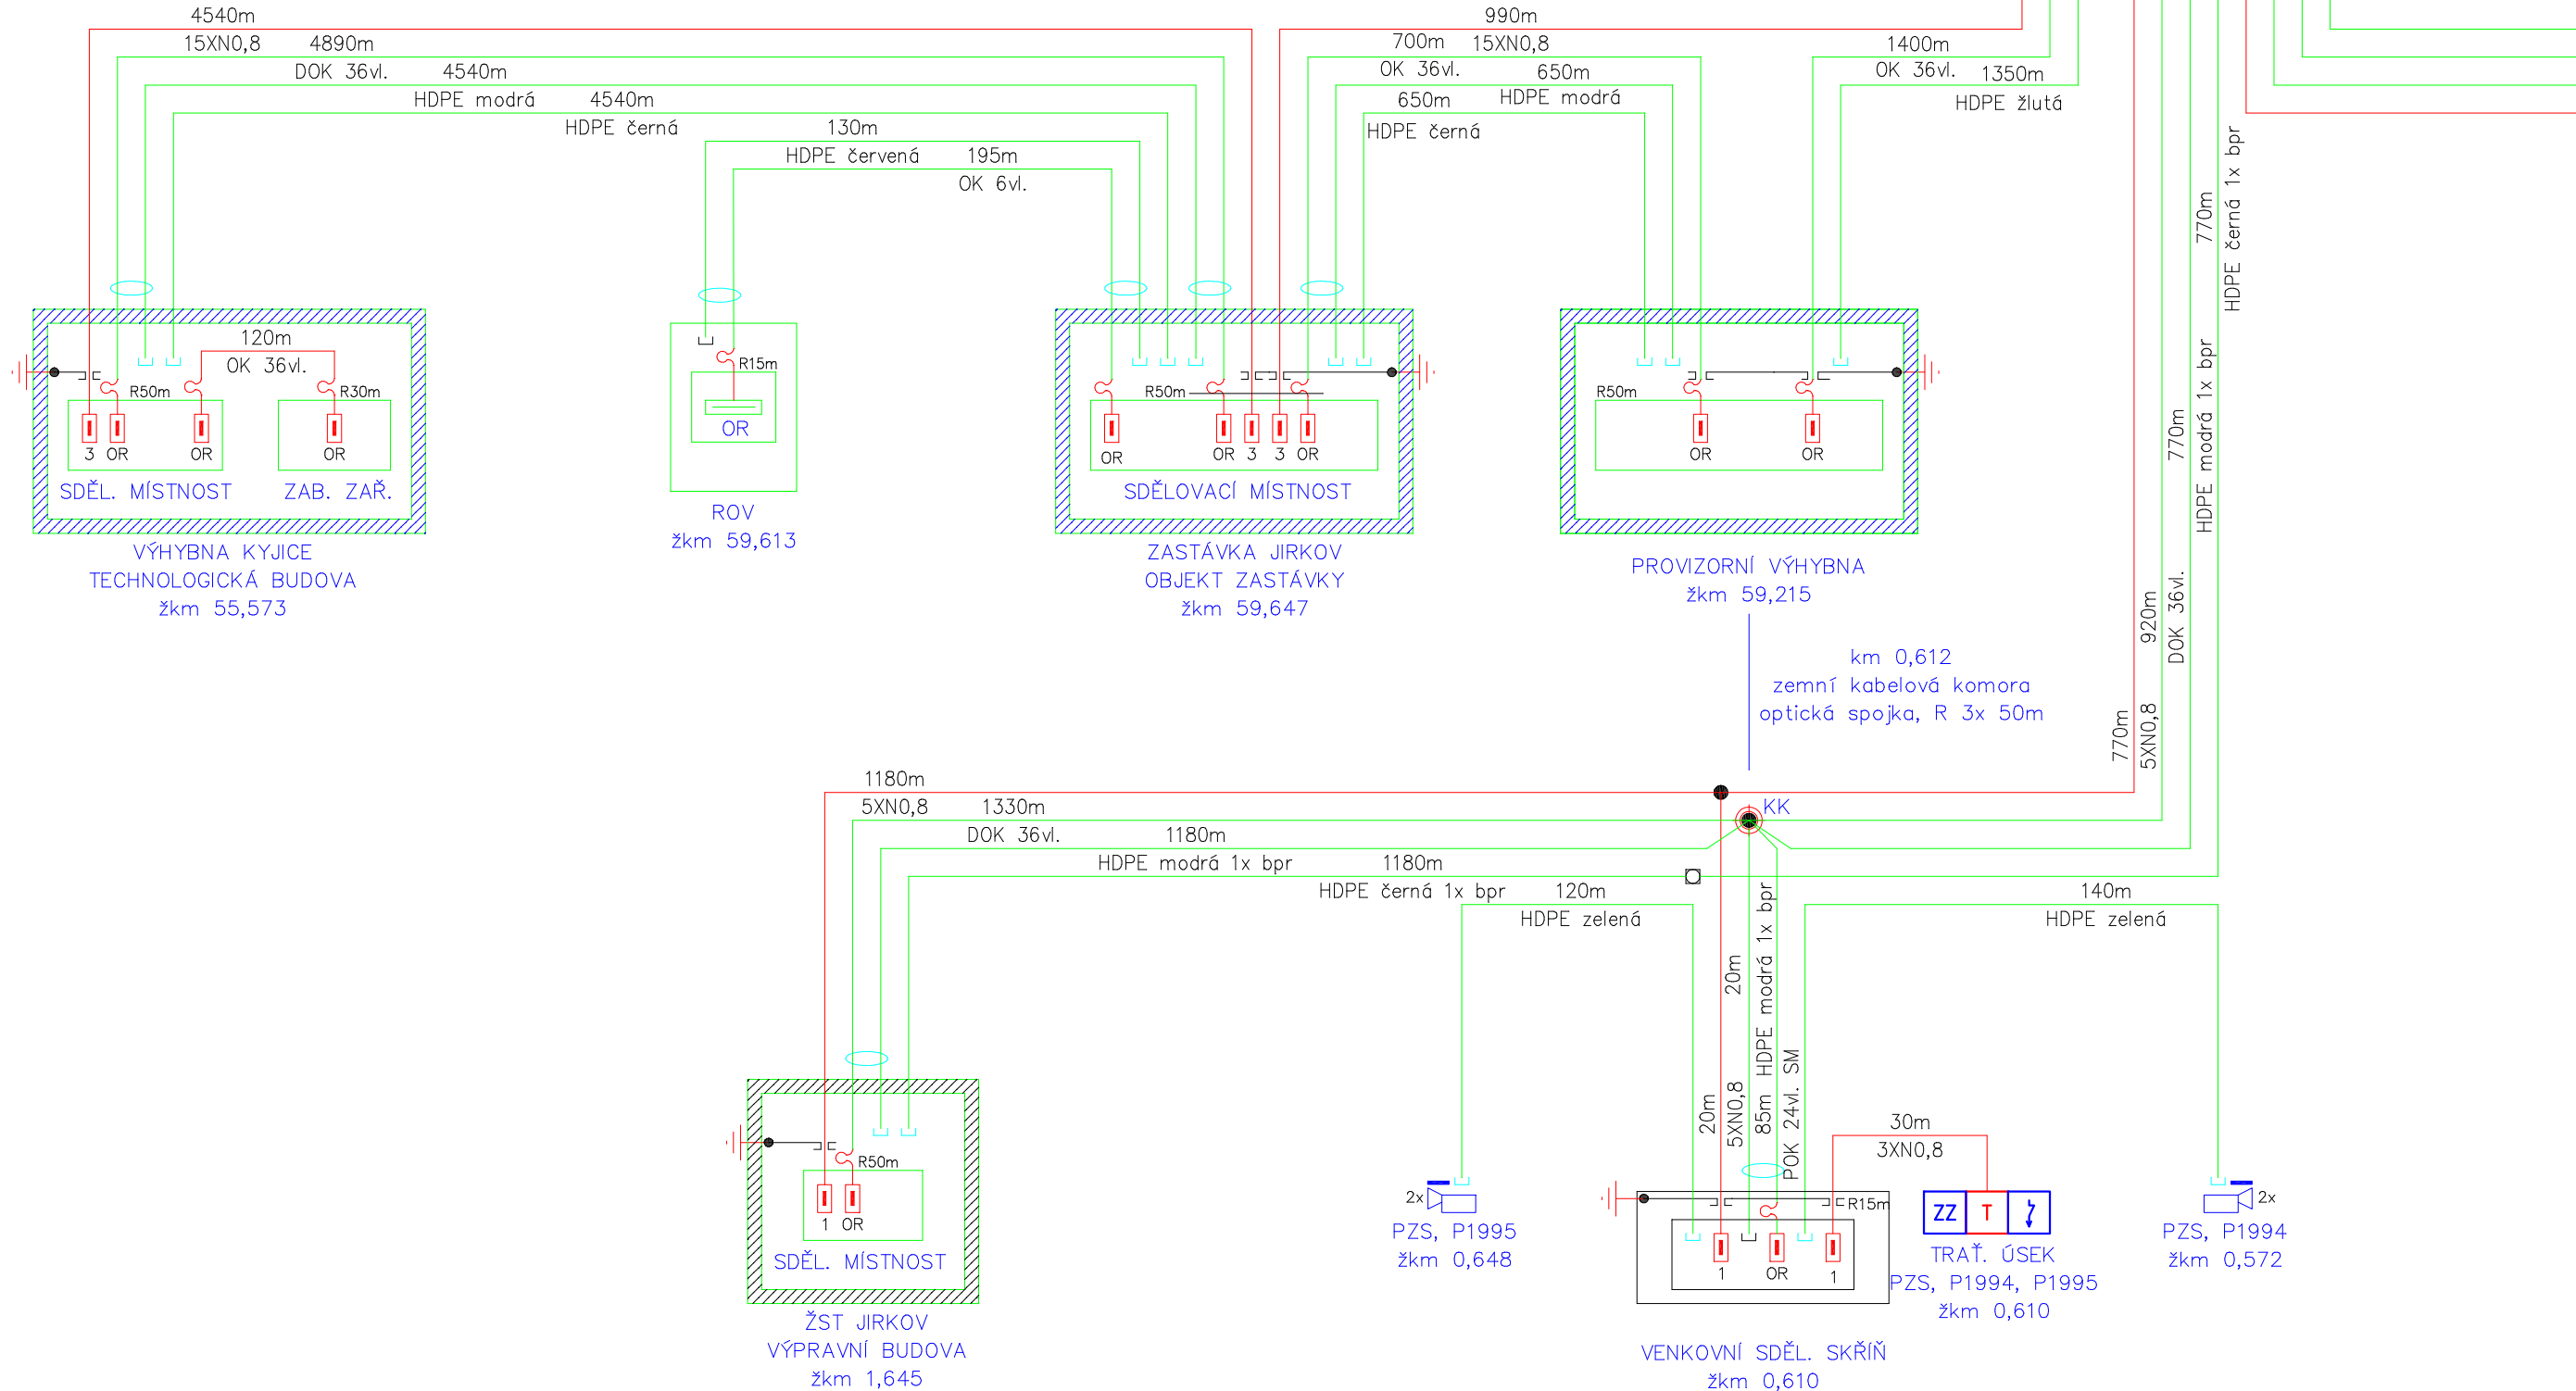 4540m
15XN0,8
4890m
DOK 36vl.
4540m
HDPE modrá
4540m
HDPE černá
130m
HDPE červená
195m
OK 6vl.
990m
700m
15XN0,8
OK 36vl.
650m
HDPE modrá
650m
HDPE černá
1400m
OK 36vl.
1350m
HDPE žlutá
770m
HDPE černá 1x bpr
770m
HDPE modrá 1x bpr
920m
DOK 36vl.
770m
5XN0,8
120m
OK 36vl.
R50m
R30m
3
OR
OR
OR
SDĚL. MÍSTNOST
ZAB. ZAŘ.
VÝHYBNA KYJICE
TECHNOLOGICKÁ BUDOVA
žkm 55,573
R15m
OR
ROV
žkm 59,613
R50m
OR
OR
3
3
OR
SDĚLOVACÍ MÍSTNOST
ZASTÁVKA JIRKOV
OBJEKT ZASTÁVKY
žkm 59,647
R50m
OR
OR
PROVIZORNÍ VÝHYBNA
žkm 59,215
km 0,612
zemní kabelová komora
optická spojka, R 3x 50m
KK
1180m
5XN0,8
1330m
DOK 36vl.
1180m
HDPE modrá 1x bpr
1180m
HDPE černá 1x bpr
120m
HDPE zelená
140m
HDPE zelená
20m
5XN0,8
20m
HDPE modrá 1x bpr
85m
POK 24vl. SM
30m
3XN0,8
R50m
1
OR
SDĚL. MÍSTNOST
ŽST JIRKOV
VÝPRAVNÍ BUDOVA
žkm 1,645
2x
PZS, P1995
žkm 0,648
R15m
1
OR
1
VENKOVNÍ SDĚL. SKŘÍŇ
žkm 0,610
ZZ
T
TRAŤ. ÚSEK
PZS, P1994, P1995
žkm 0,610
2x
PZS, P1994
žkm 0,572